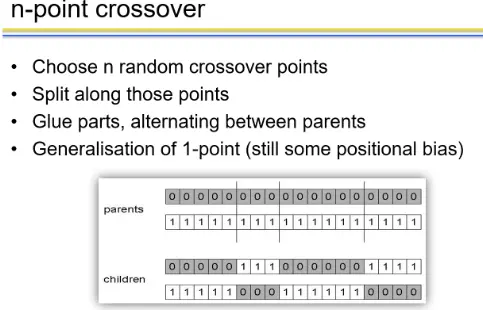 n-point crossover
• Choose n random crossover points
• Split along those points
• Glue parts, alternating between parents
• Generalisation of 1-point (still some positional bias)
parents
0 0 0 0 0 0 0 0 0 0 0 0 0 0 0 0 0 0
1 1 1 1 1 1 1 1 1 1 1 1 1 1 1 1 1 1
children
0 0 0 0 0 1 1 1 0 0 0 0 0 0 1 1 1 1
1 1 1 1 1 0 0 0 1 1 1 1 1 1 0 0 0 0